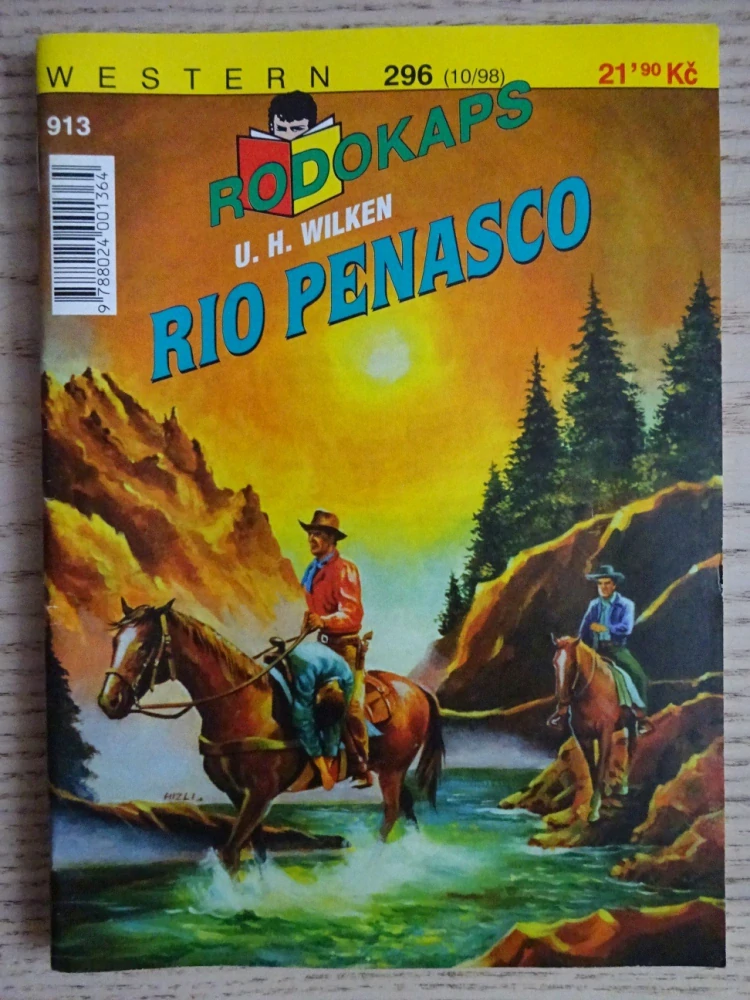 WESTERN 296 (10/98) 21'90 Kč
913
RODOKAPS
U. H. WILKEN
RIO PENASCO
9 788024 001364